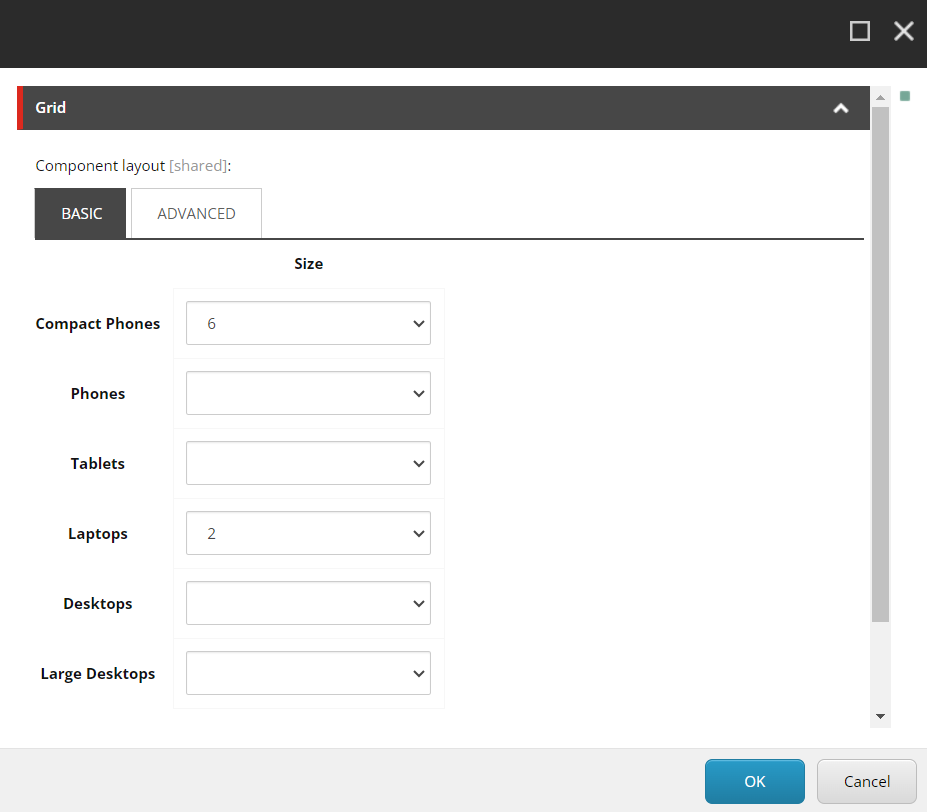 Grid
Component layout [shared]:
BASIC ADVANCED
Size
Compact Phones 6
Phones
Tablets
Laptops 2
Desktops
Large Desktops
OK Cancel